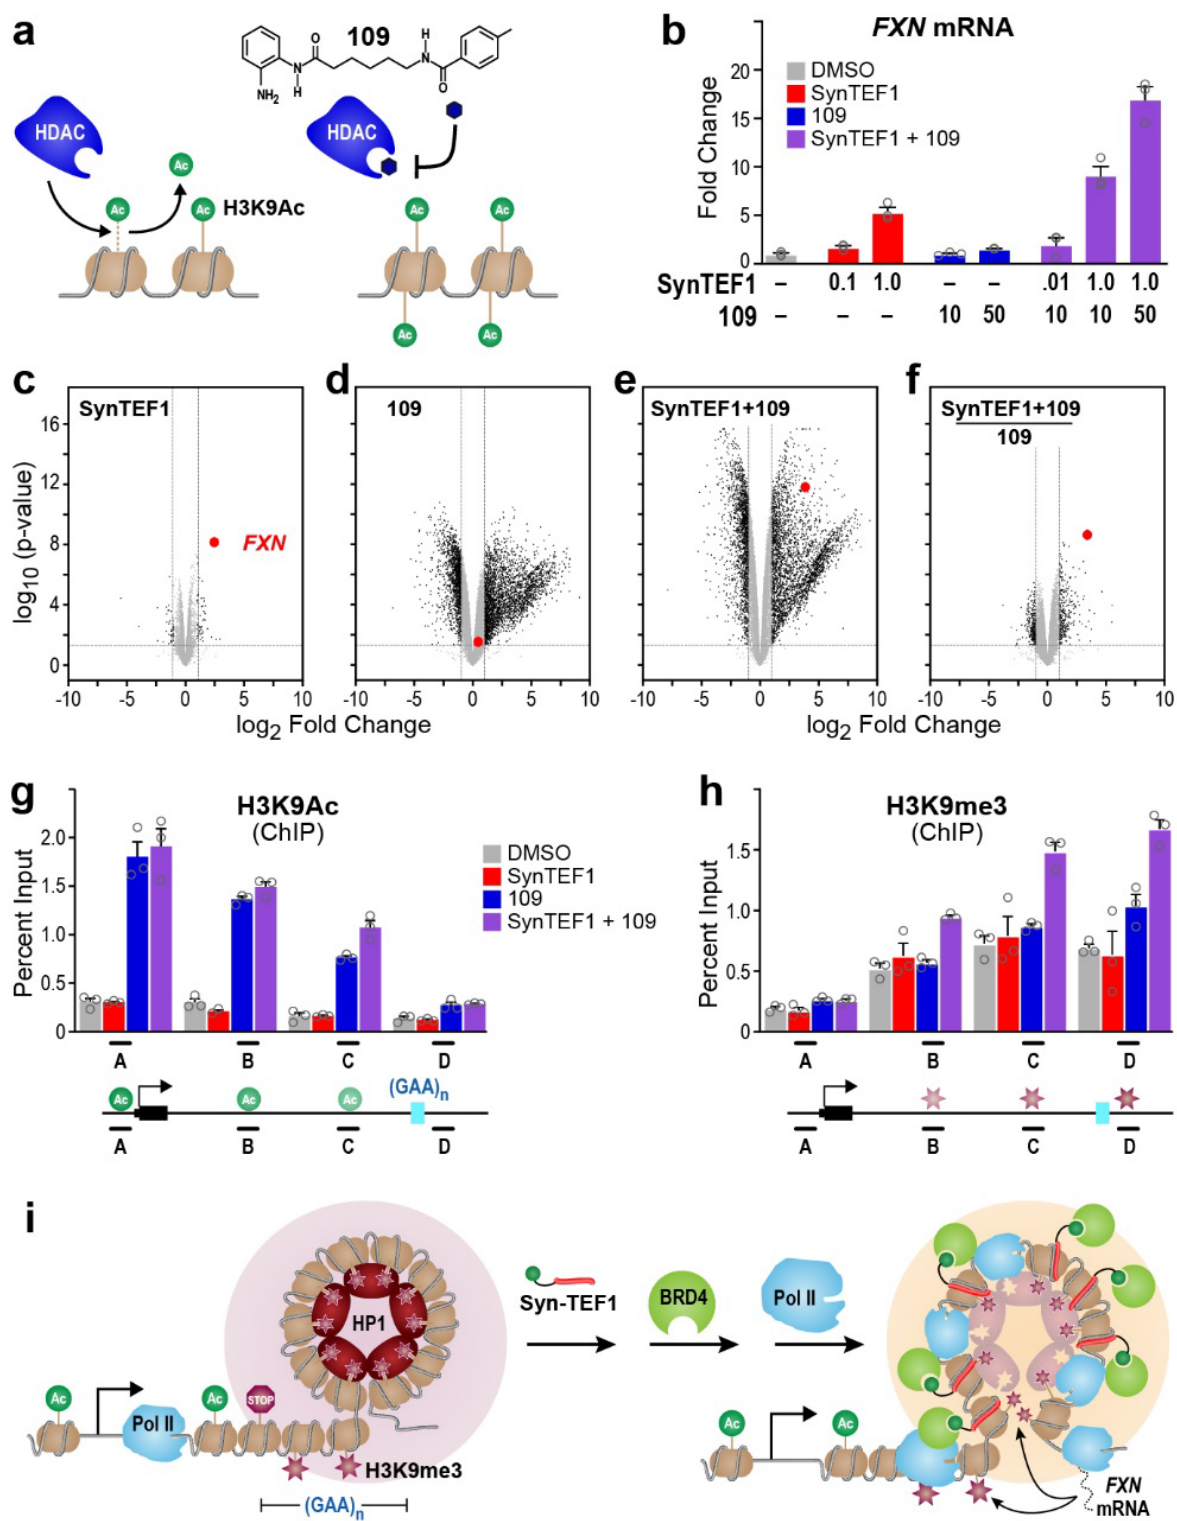 a
109
O
N
H
NH2
H
N
O
HDAC
HDAC
Ac
Ac
Ac
H3K9Ac
Ac
Ac
Ac
Ac
b
FXN mRNA
DMSO
SynTEF1
109
SynTEF1 + 109
Fold Change
20
15
10
5
0
SynTEF1 – 0.1 1.0 – – .01 1.0 1.0
109 – – – 10 50 10 10 50
c
SynTEF1
FXN
d
109
e
SynTEF1+109
f
SynTEF1+109
109
log10 (p-value)
16
12
8
4
0
-10 -5 0 5 10
-10 -5 0 5 10
-10 -5 0 5 10
-10 -5 0 5 10
log2 Fold Change
log2 Fold Change
g
H3K9Ac
(ChIP)
Percent Input
2.0
1.5
1.0
0.5
0
DMSO
SynTEF1
109
SynTEF1 + 109
A B C D
(GAA)n
Ac Ac Ac
A B C D
h
H3K9me3
(ChIP)
Percent Input
1.5
1.0
0.5
0
A B C D
A B C D
i
HP1
Ac
Pol II
Ac
STOP
H3K9me3
(GAA)n
Syn-TEF1
BRD4
Pol II
Ac
Ac
FXN
mRNA